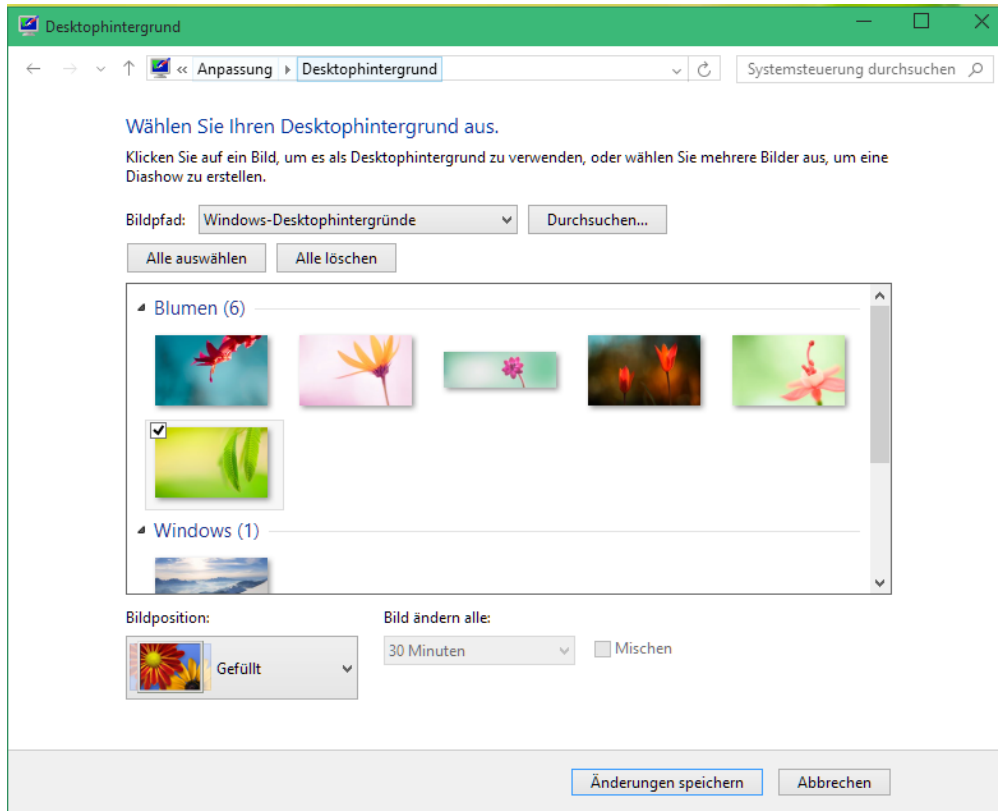 Desktophintergrund
« Anpassung Desktophintergrund Systemsteuerung durchsuchen
Wählen Sie Ihren Desktophintergrund aus.
Klicken Sie auf ein Bild, um es als Desktophintergrund zu verwenden, oder wählen Sie mehrere Bilder aus, um eine
Diashow zu erstellen.
Bildpfad: Windows-Desktophintergründe Durchsuchen...
Alle auswählen Alle löschen
Blumen (6)
Windows (1)
Bildposition: Bild ändern alle:
Gefüllt 30 Minuten Mischen
Änderungen speichern Abbrechen